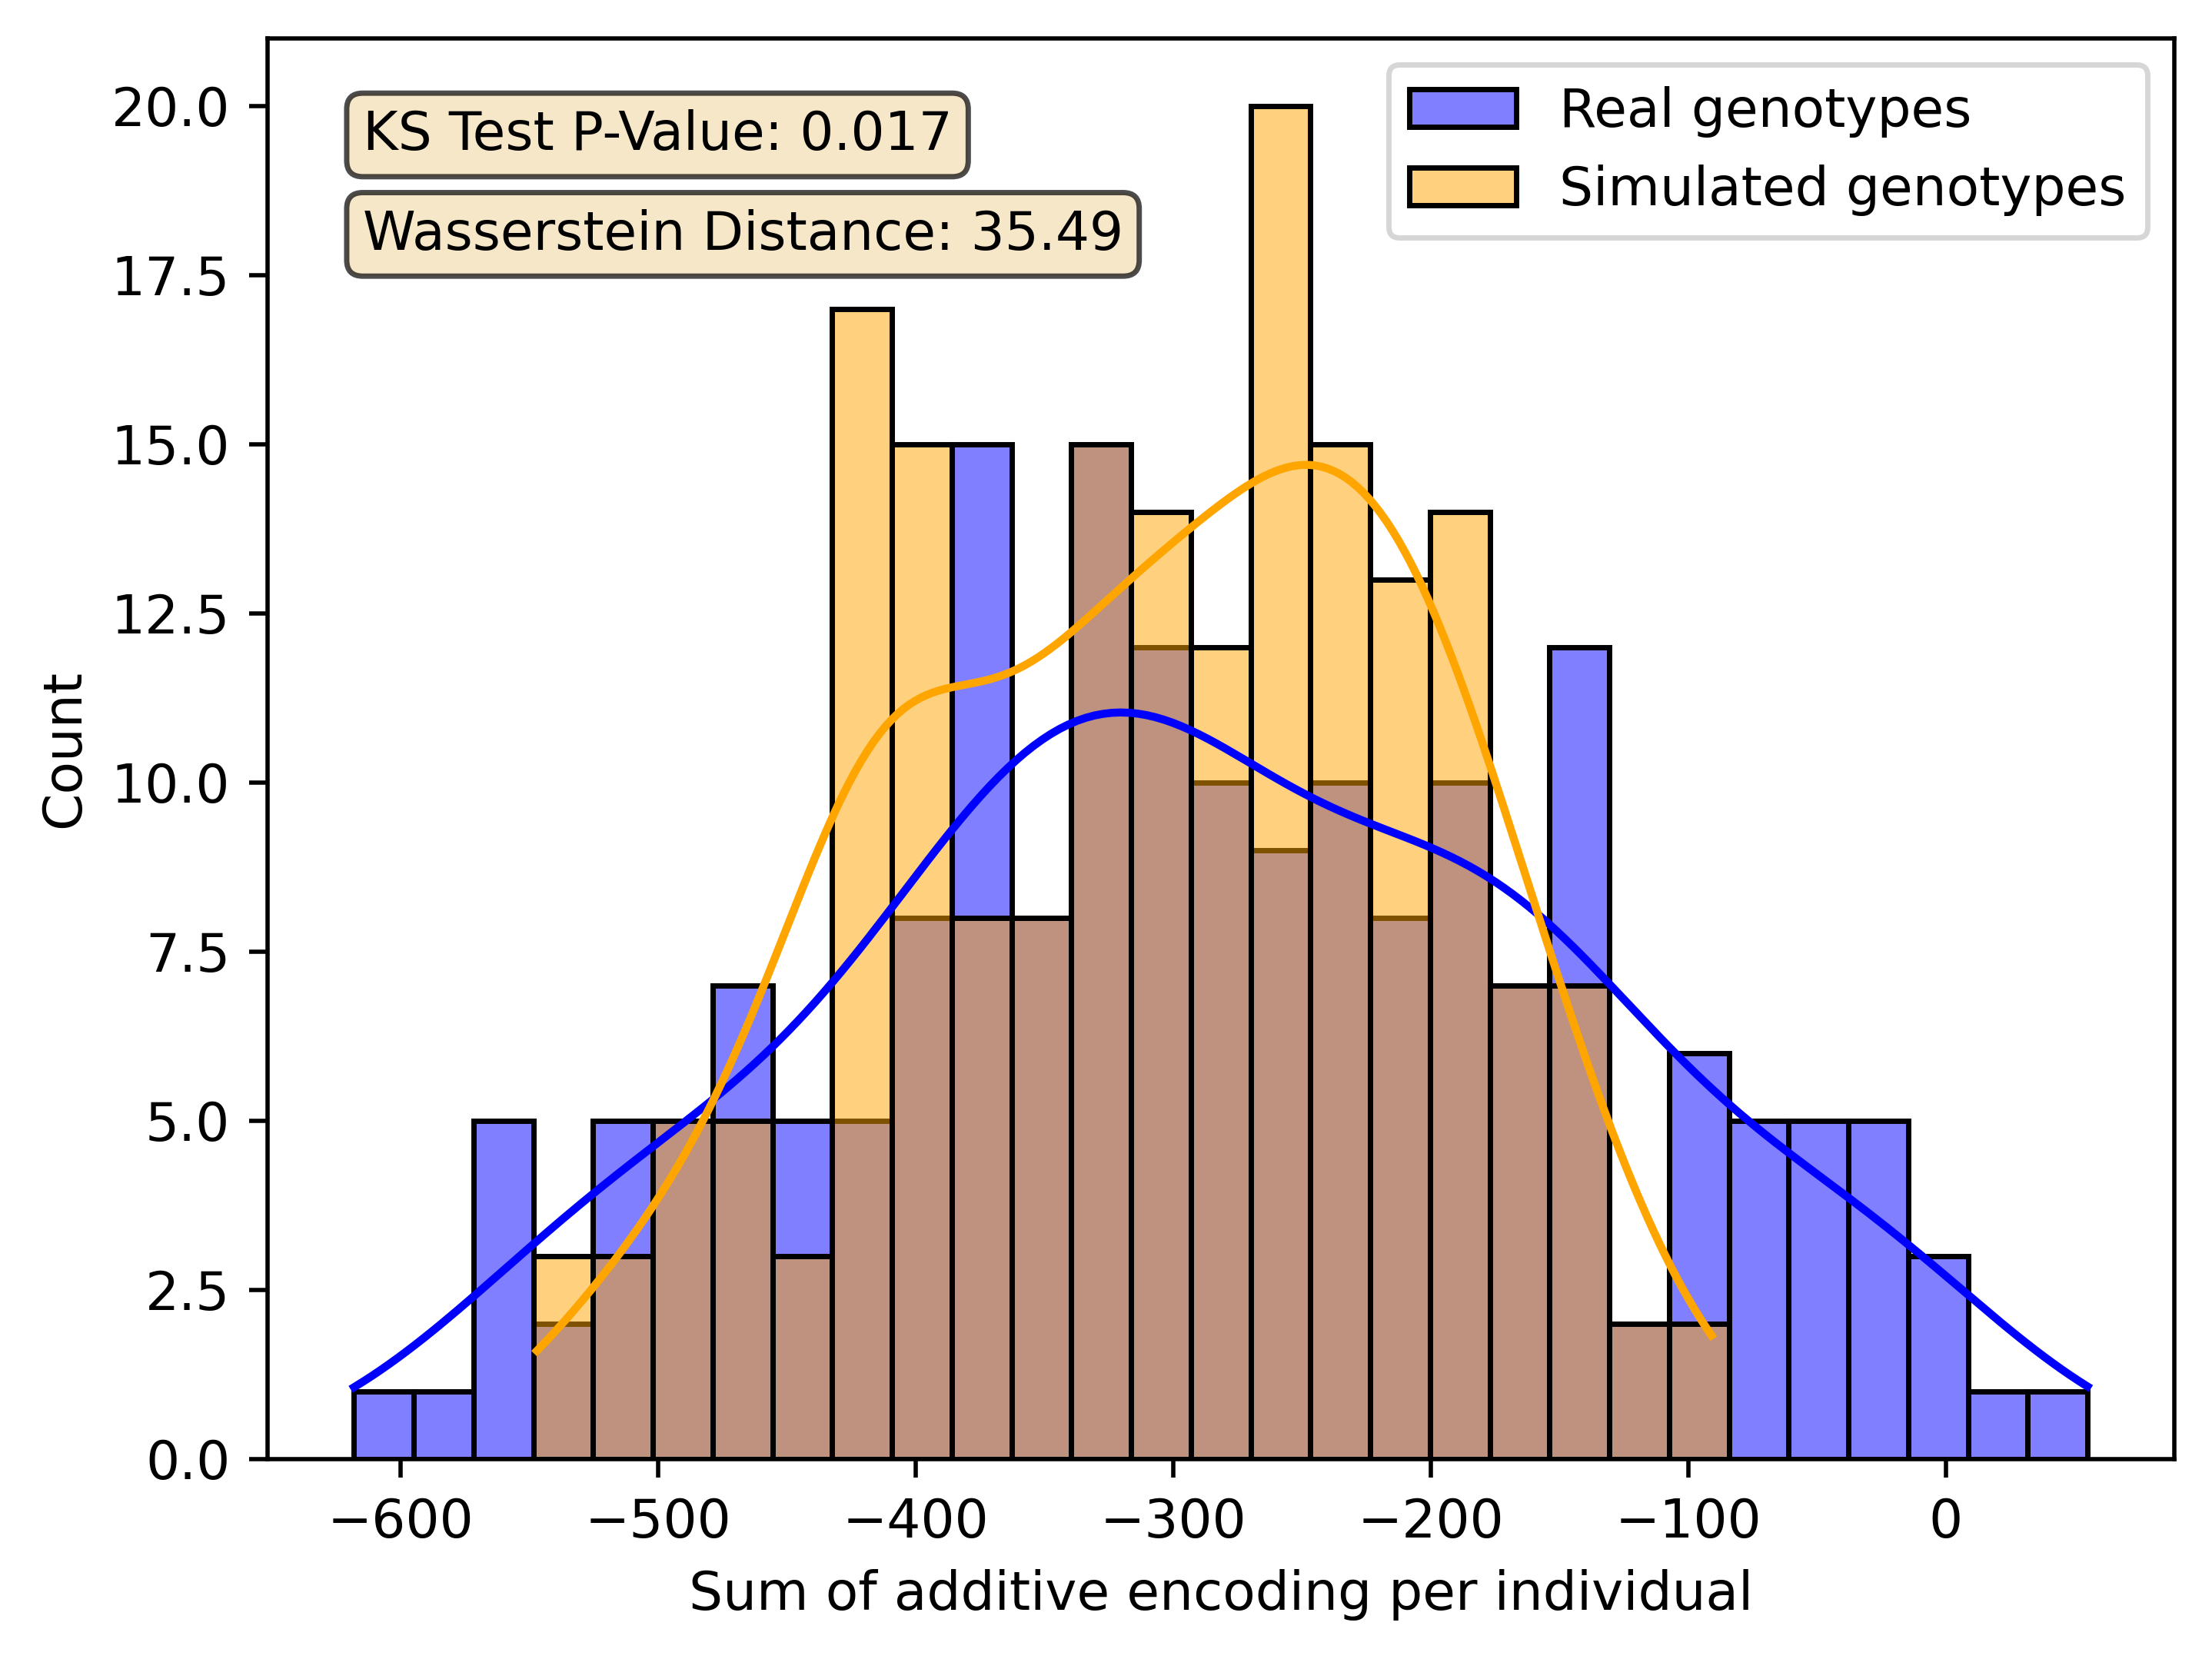 KS Test P-Value: 0.017
Wasserstein Distance: 35.49
Real genotypes
Simulated genotypes
20.0
17.5
15.0
12.5
10.0
7.5
5.0
2.5
0.0
Count
−600
−500
−400
−300
−200
−100
0
Sum of additive encoding per individual